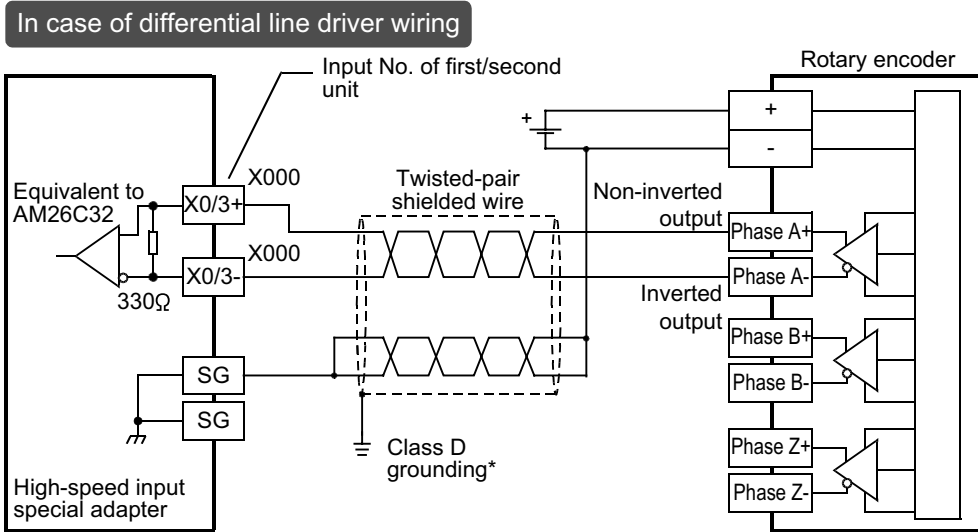 In case of differential line driver wiring
Input No. of first/second
unit
Rotary encoder
+
+
-
Equivalent to
AM26C32
X0/3+
X000
Twisted-pair
shielded wire
Non-inverted
output
Phase A+
X000
X0/3-
330Ω
Phase A-
Inverted
output
Phase B+
Phase B-
SG
SG
Class D
grounding*
Phase Z+
Phase Z-
High-speed input
special adapter